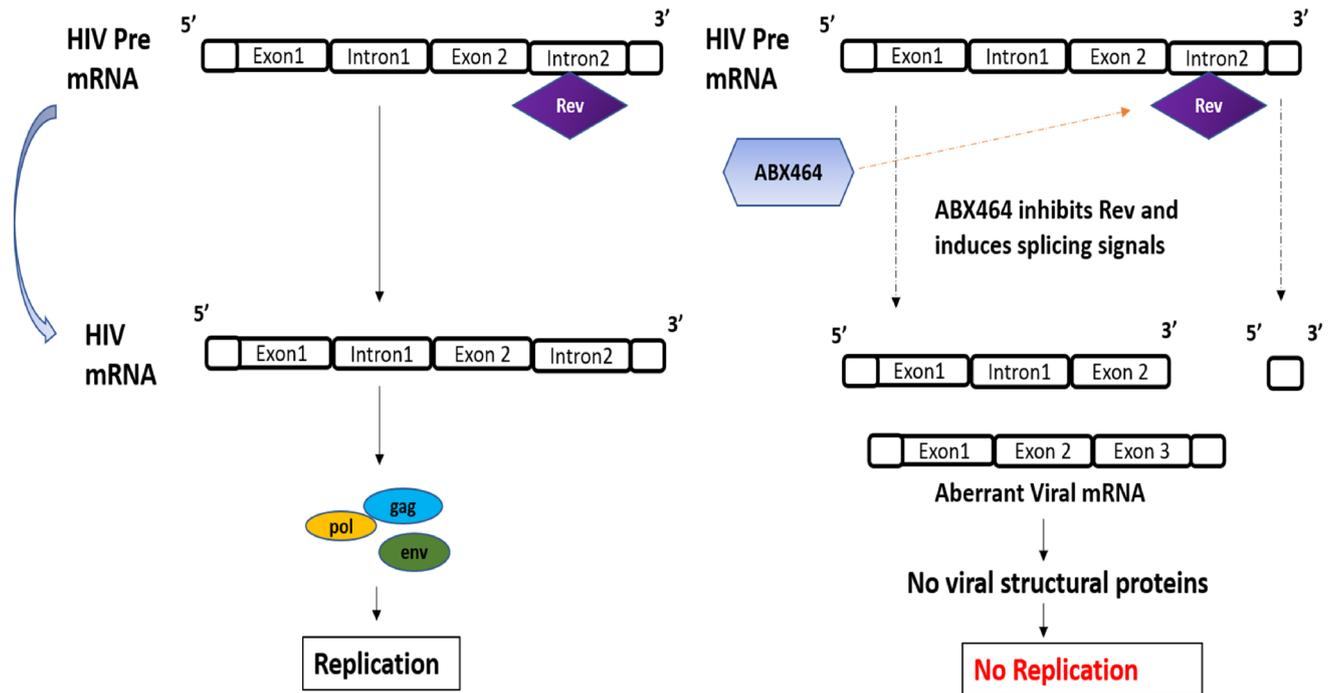 5’
3’
HIV Pre
mRNA
Exon1
Intron1
Exon 2
Intron2
Rev
5’
3’
HIV
mRNA
Exon1
Intron1
Exon 2
Intron2
gag
pol
env
Replication
5’
3’
HIV Pre
mRNA
Exon1
Intron1
Exon 2
Intron2
Rev
ABX464
ABX464 inhibits Rev and
induces splicing signals
5’
3’
5’
3’
Exon1
Intron1
Exon 2
Exon1
Exon 2
Exon 3
Aberrant Viral mRNA
No viral structural proteins
No Replication